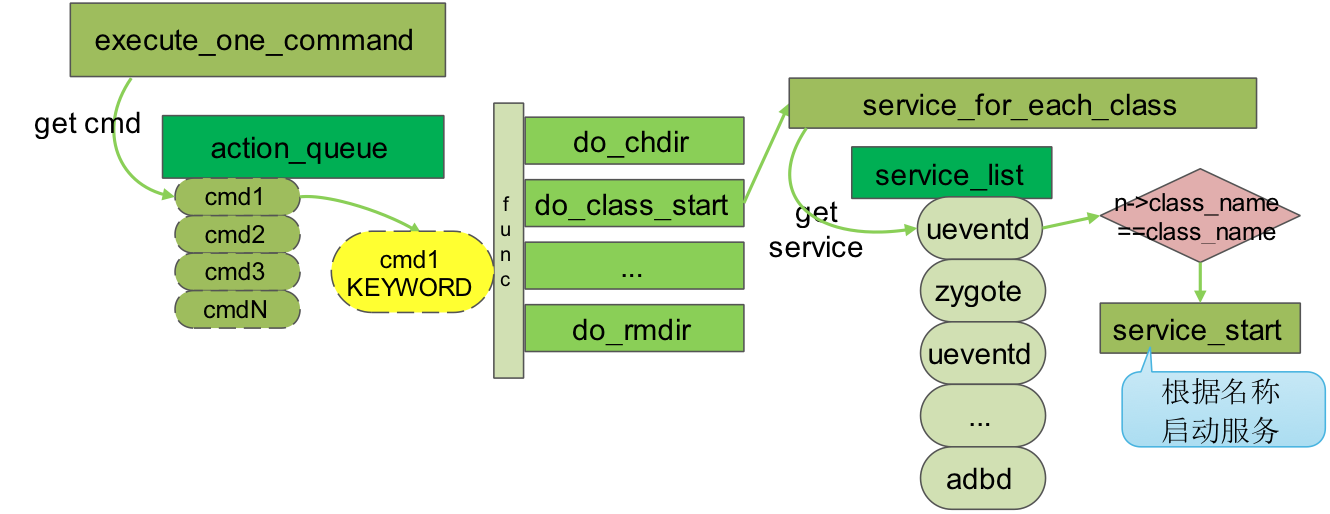 execute_one_command
get cmd
action_queue
cmd1
cmd2
cmd3
cmdN
cmd1
KEYWORD
f
u
n
c
do_chdir
do_class_start
...
do_rmdir
service_for_each_class
get
service
service_list
ueventd
zygote
ueventd
...
adbd
n->class_name
==class_name
service_start
根据名称
启动服务